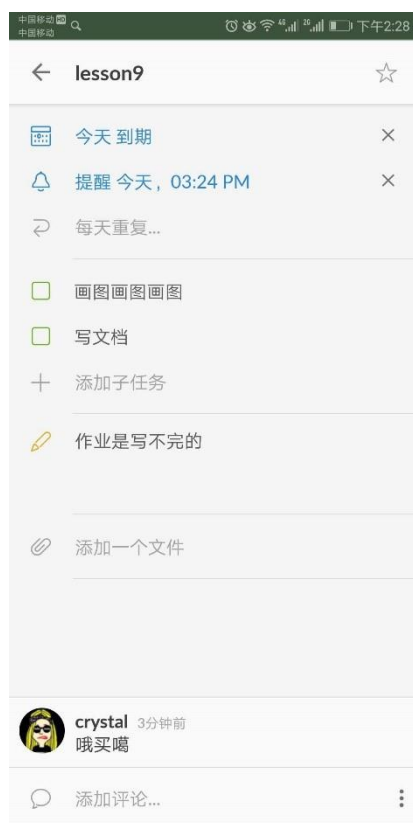 中国移动 HD
中国移动
4G 2G 下午2:28
lesson9
今天 到期
提醒 今天, 03:24 PM
每天重复...
画图画图画图
写文档
添加子任务
作业是写不完的
添加一个文件
crystal 3分钟前
哦买噶
添加评论...